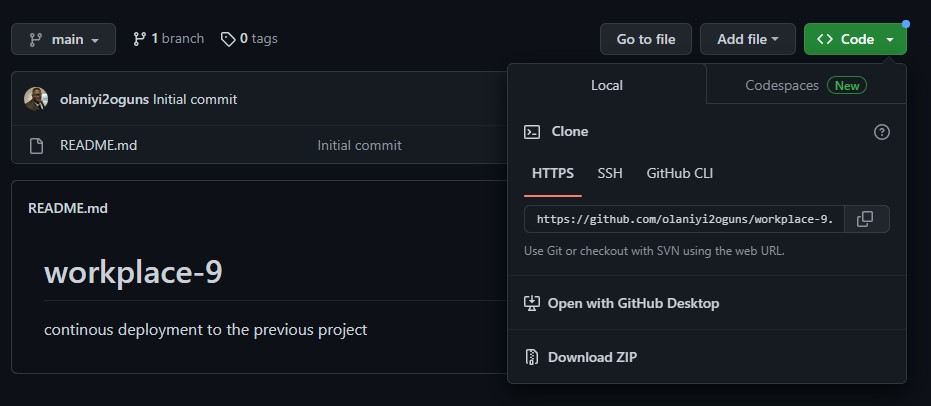 main
1 branch
0 tags
Go to file
Add file
Code
olaniyi2oguns Initial commit
README.md Initial commit
README.md
workplace-9
continous deployment to the previous project
Local
Codespaces New
Clone
HTTPS SSH GitHub CLI
https://github.com/olaniyi2oguns/workplace-9.
Use Git or checkout with SVN using the web URL.
Open with GitHub Desktop
Download ZIP